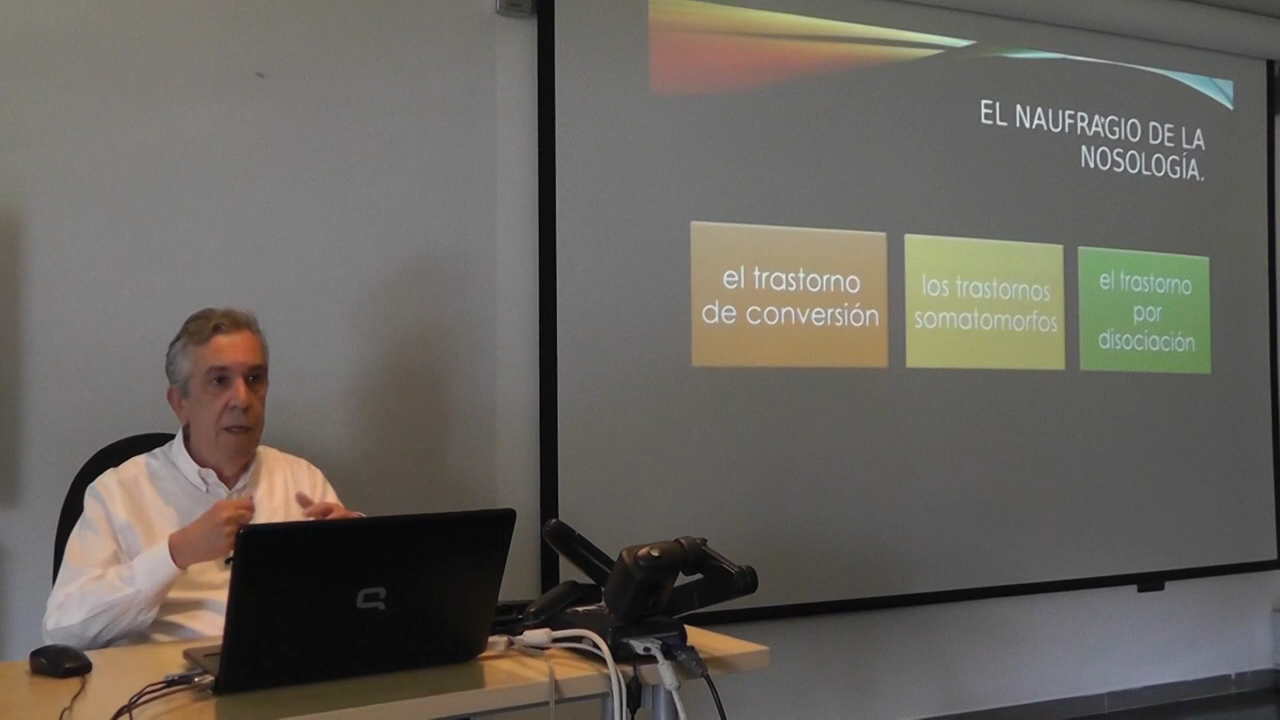 EL NAUFRAGIO DE LA
NOSOLOGÍA.
el trastorno
de conversión
los trastornos
somatomorfos
el trastorno
por
disociación